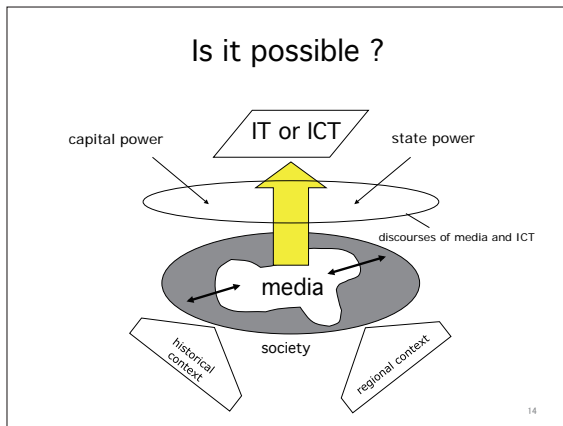 Is it possible ?
IT or ICT
capital power
state power
discourses of media and ICT
media
society
historical
context
regional context
14